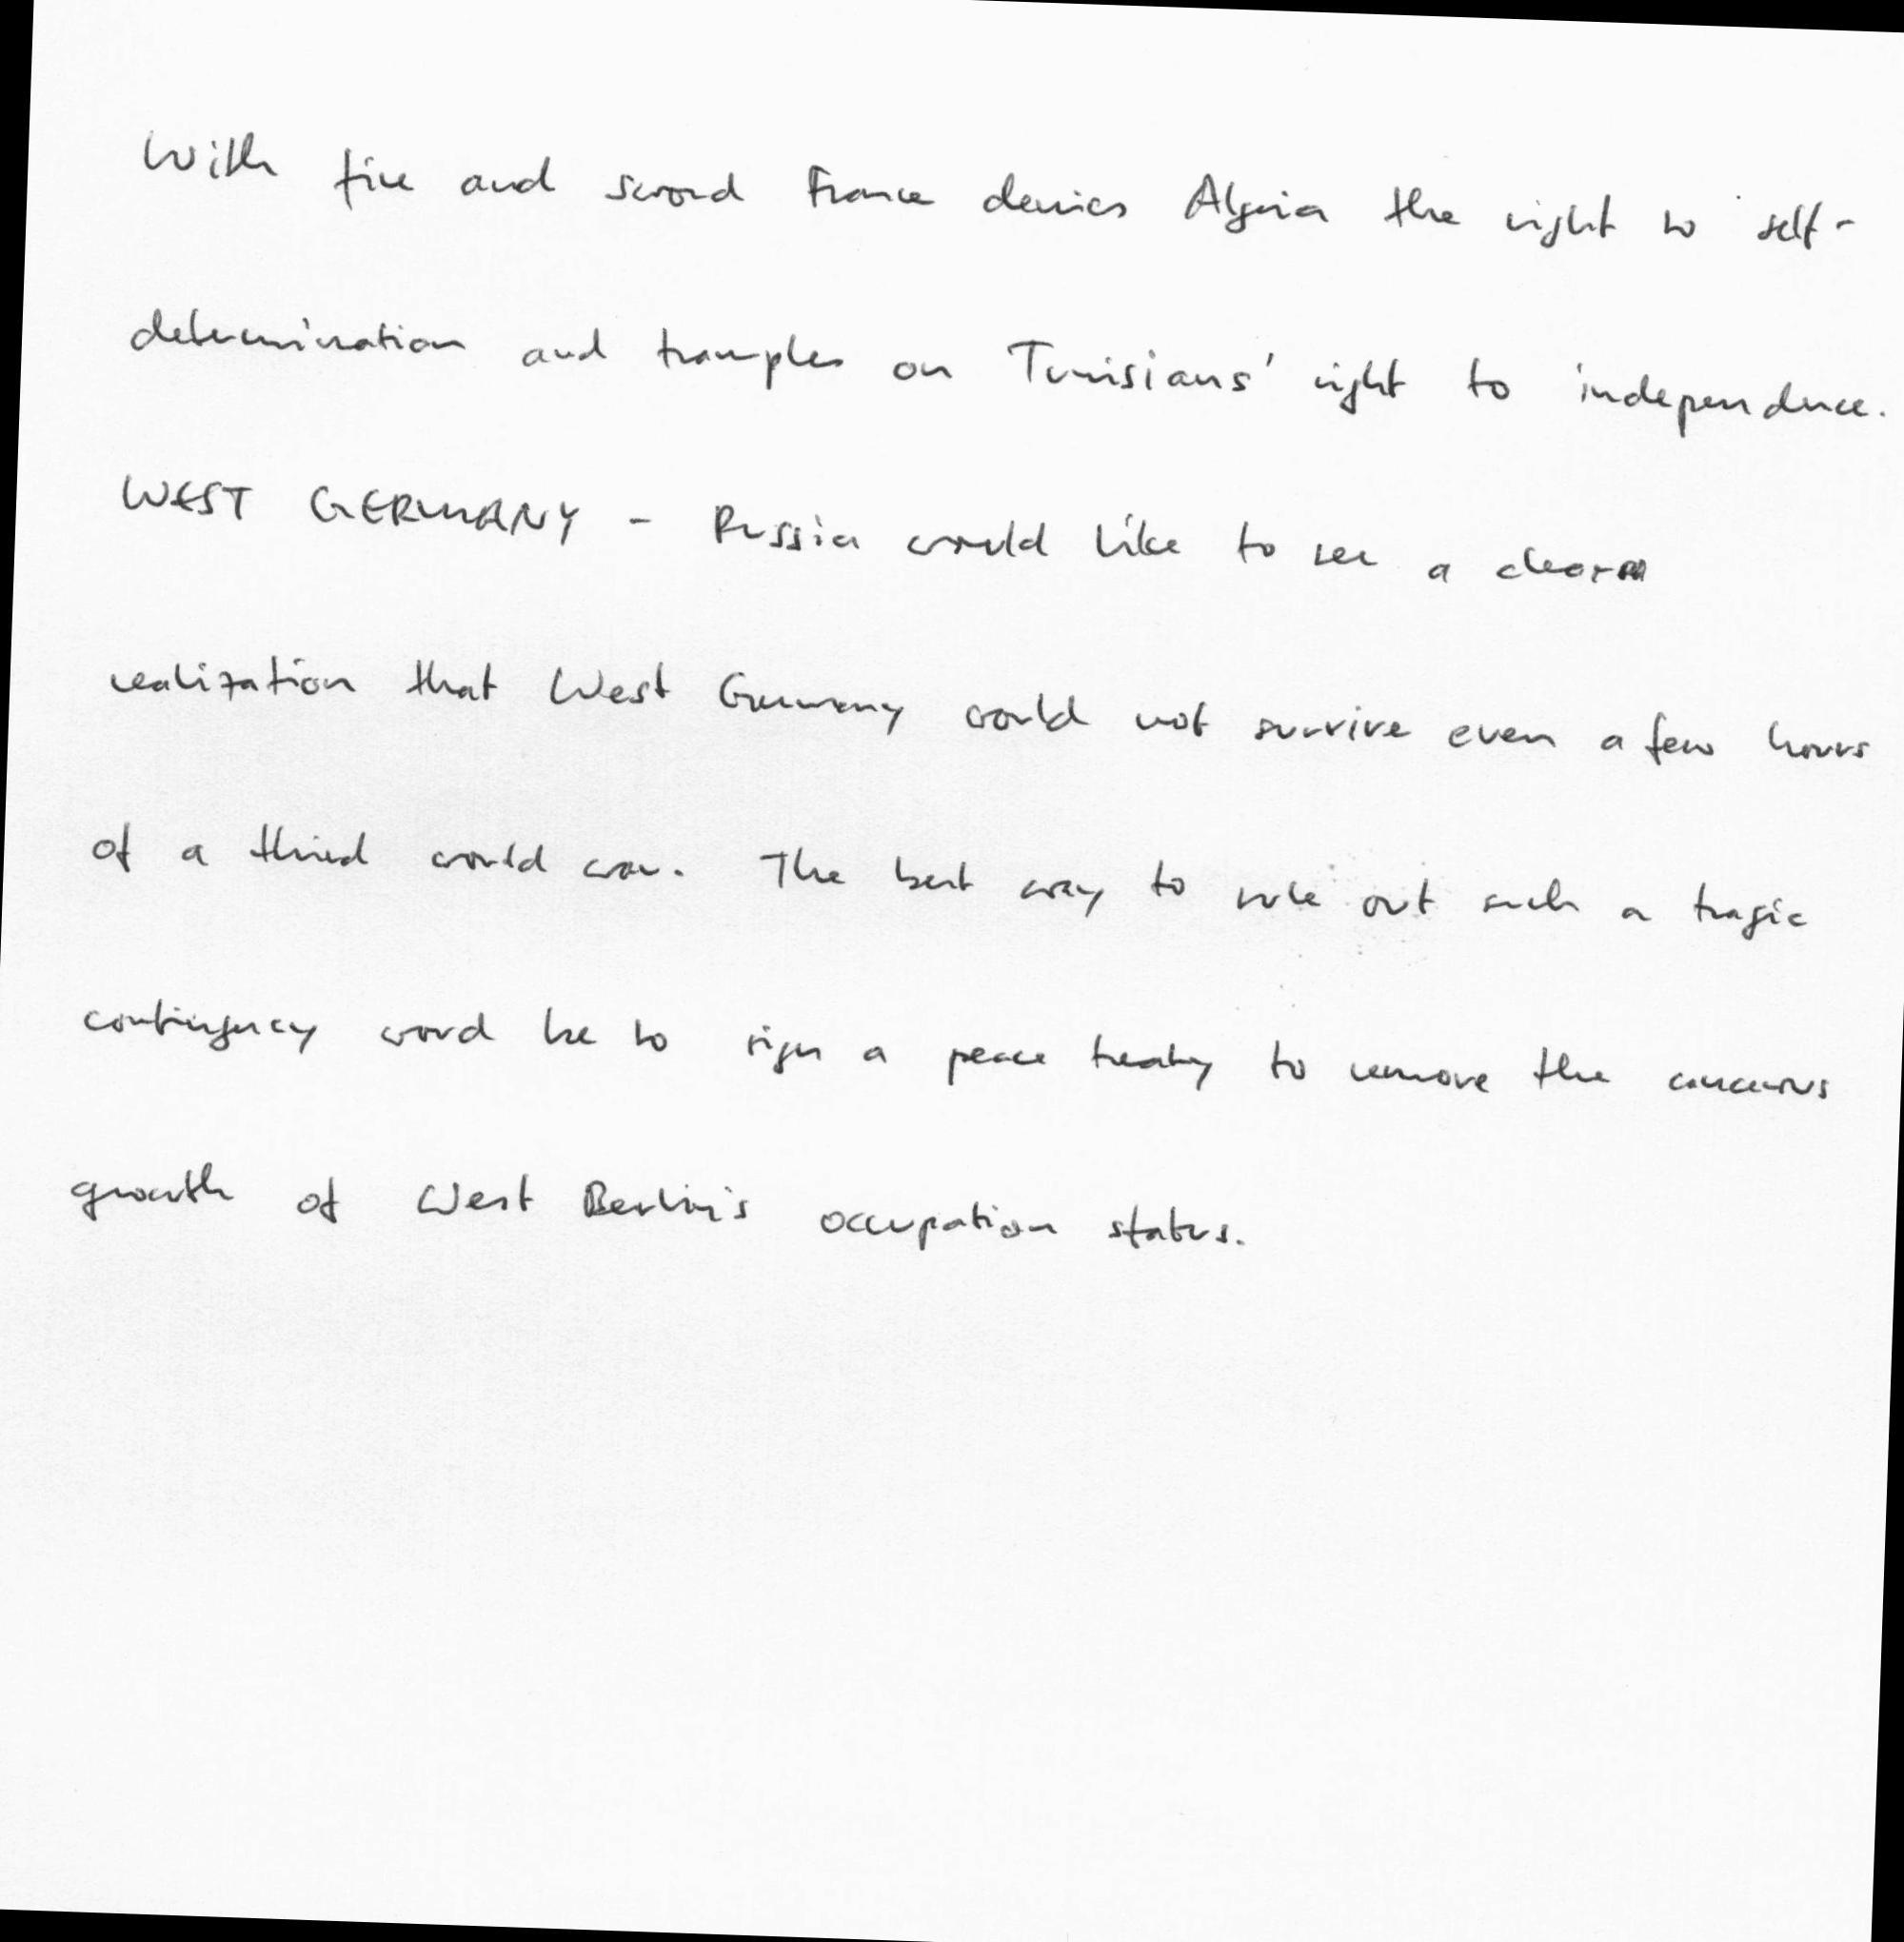 With fire and sword France denies Algeria the right to self-
determination and tramples on Tunisians' right to independence.
WEST GERMANY - Russia would like to see a clear
realization that West Germany would not survive even a few hours
of a third world war. The best way to rule out such a tragic
contingency would be to sign a peace treaty to remove the cancerous
growth of West Berlin's occupation status.